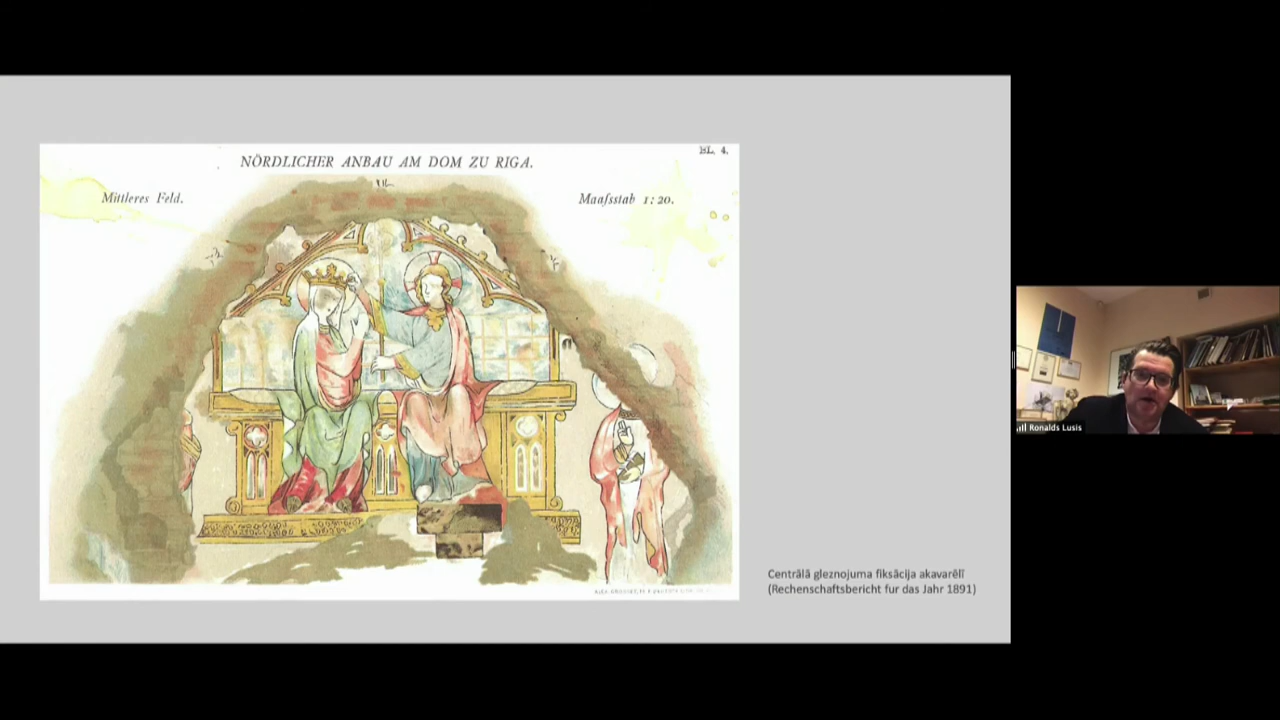 BL. 4.
NÖRDLICHER ANBAU AM DOM ZU RIGA.
Mittleres Feld.
Maafsstab 1:20.
Centrālā gleznojuma fiksācija akavarēlī
(Rechenschaftsbericht fur das Jahr 1891)
Ronalds Lusis